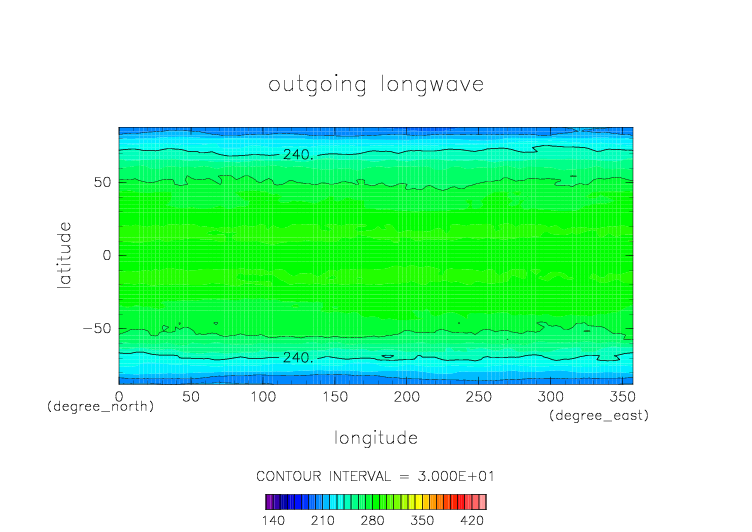 outgoing longwave
240.
50
0
−50
240.
latitude
0 50 100 150 200 250 300 350
(degree_north)
(degree_east)
longitude
CONTOUR INTERVAL = 3.000E+01
140 210 280 350 420